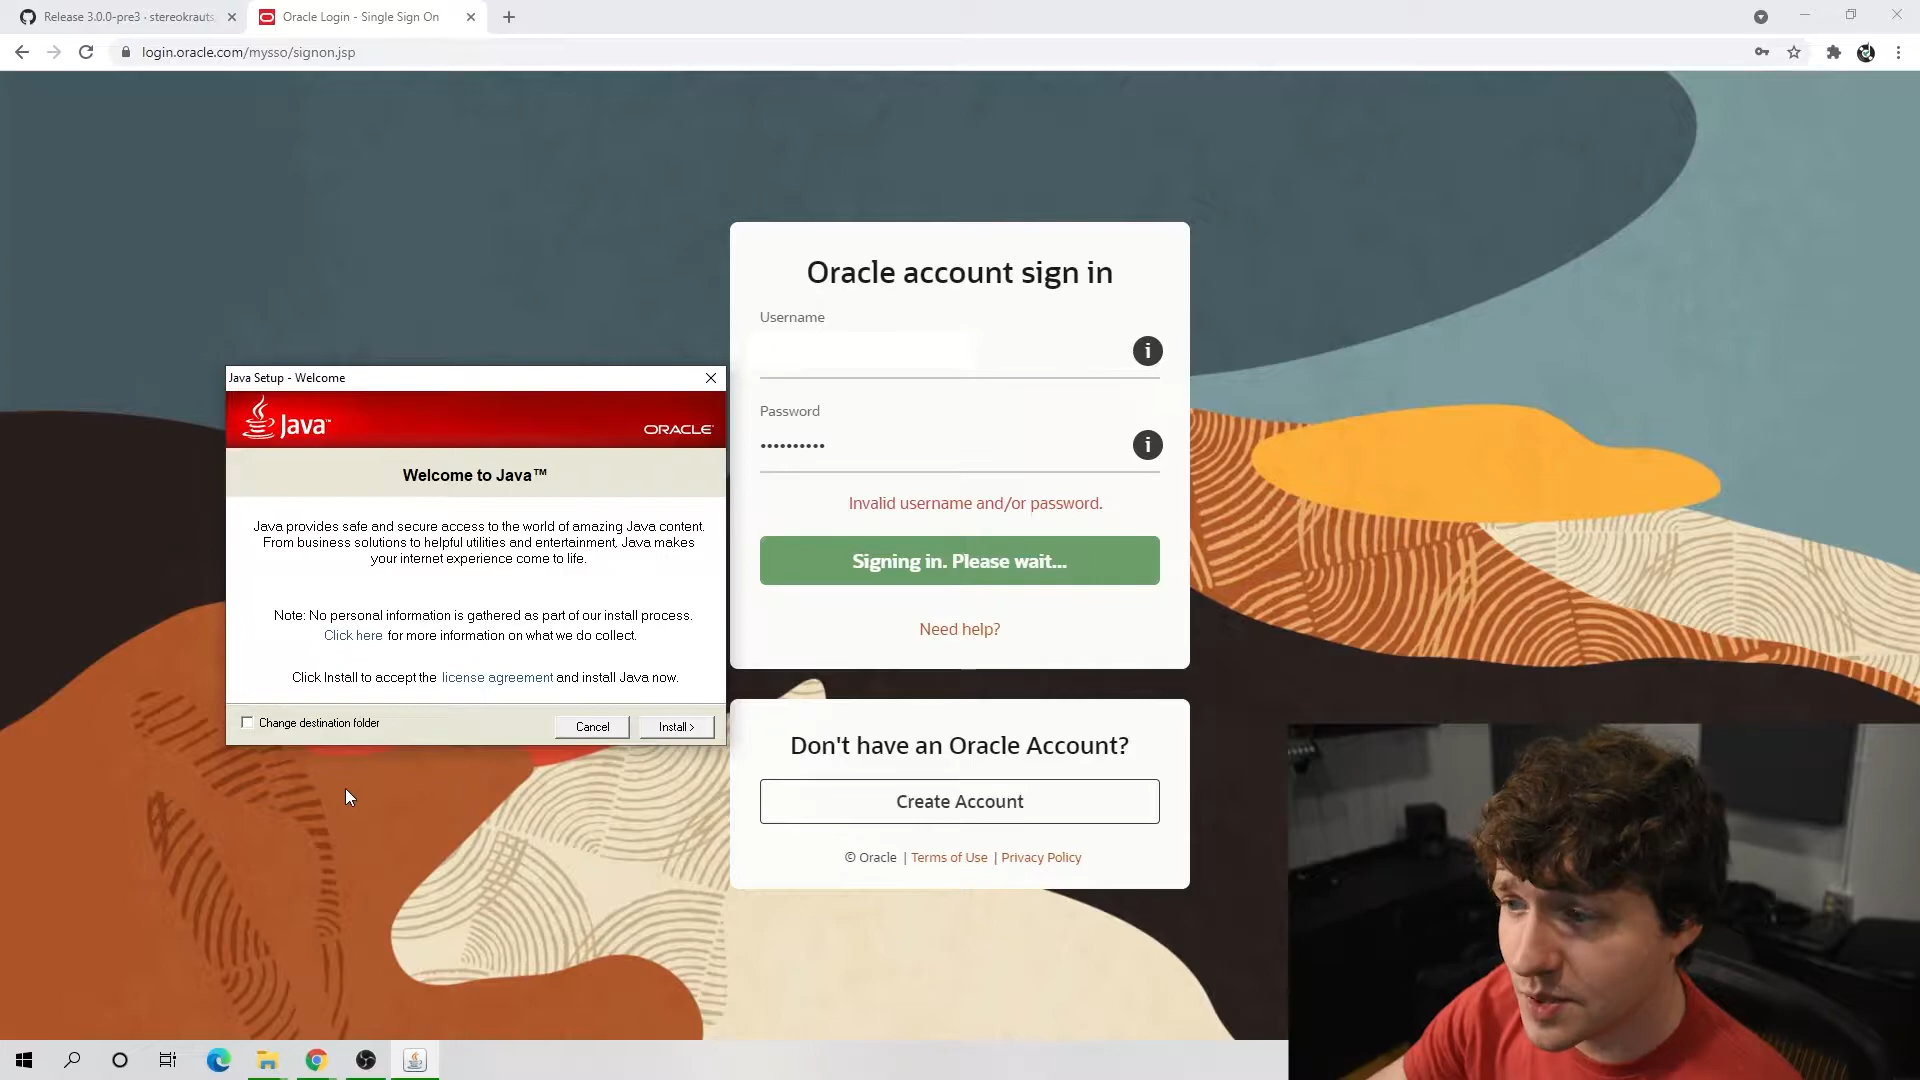 Release 3.0.0-pre3 · stereokrauts
Oracle Login - Single Sign On
login.oracle.com/mysso/signon.jsp
Oracle account sign in
Username
i
Password
••••••••••
i
Invalid username and/or password.
Signing in. Please wait...
Need help?
Don't have an Oracle Account?
Create Account
© Oracle | Terms of Use | Privacy Policy
Java Setup - Welcome
Java™
ORACLE
Welcome to Java™
Java provides safe and secure access to the world of amazing Java content.
From business solutions to helpful utilities and entertainment, Java makes
your internet experience come to life.
Note: No personal information is gathered as part of our install process.
Click here for more information on what we do collect.
Click Install to accept the license agreement and install Java now.
Change destination folder
Cancel
Install >